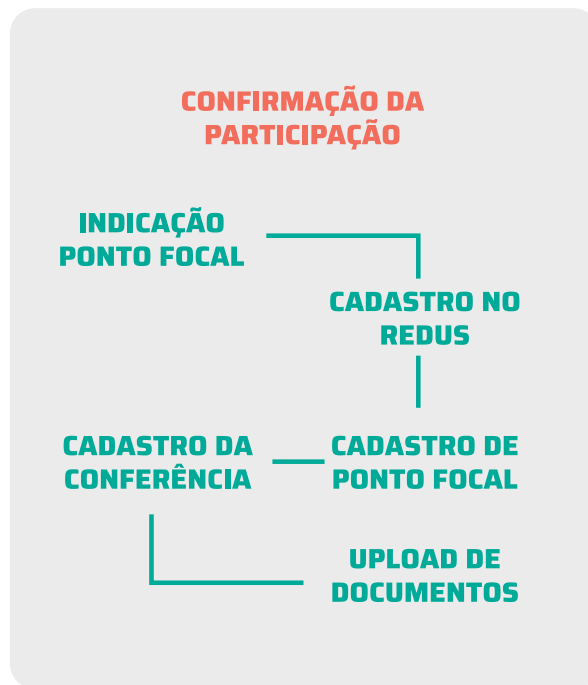 CONFIRMAÇÃO DA
PARTICIPAÇÃO
INDICAÇÃO
PONTO FOCAL
CADASTRO NO
REDUS
CADASTRO DE
PONTO FOCAL
CADASTRO DA
CONFERÊNCIA
UPLOAD DE
DOCUMENTOS